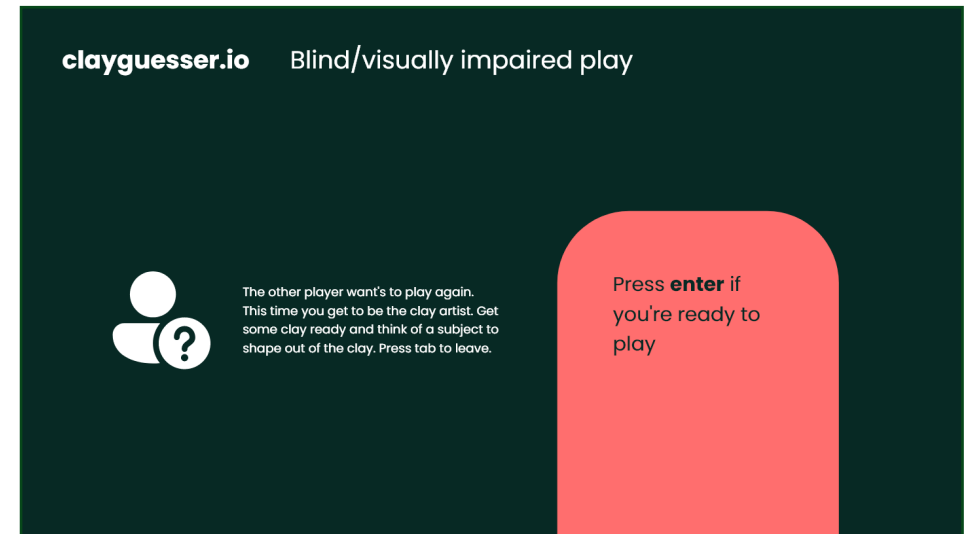 clayguesser.io Blind/visually impaired play
The other player want's to play again.
This time you get to be the clay artist. Get
some clay ready and think of a subject to
shape out of the clay. Press tab to leave.
Press enter if
you're ready to
play
?